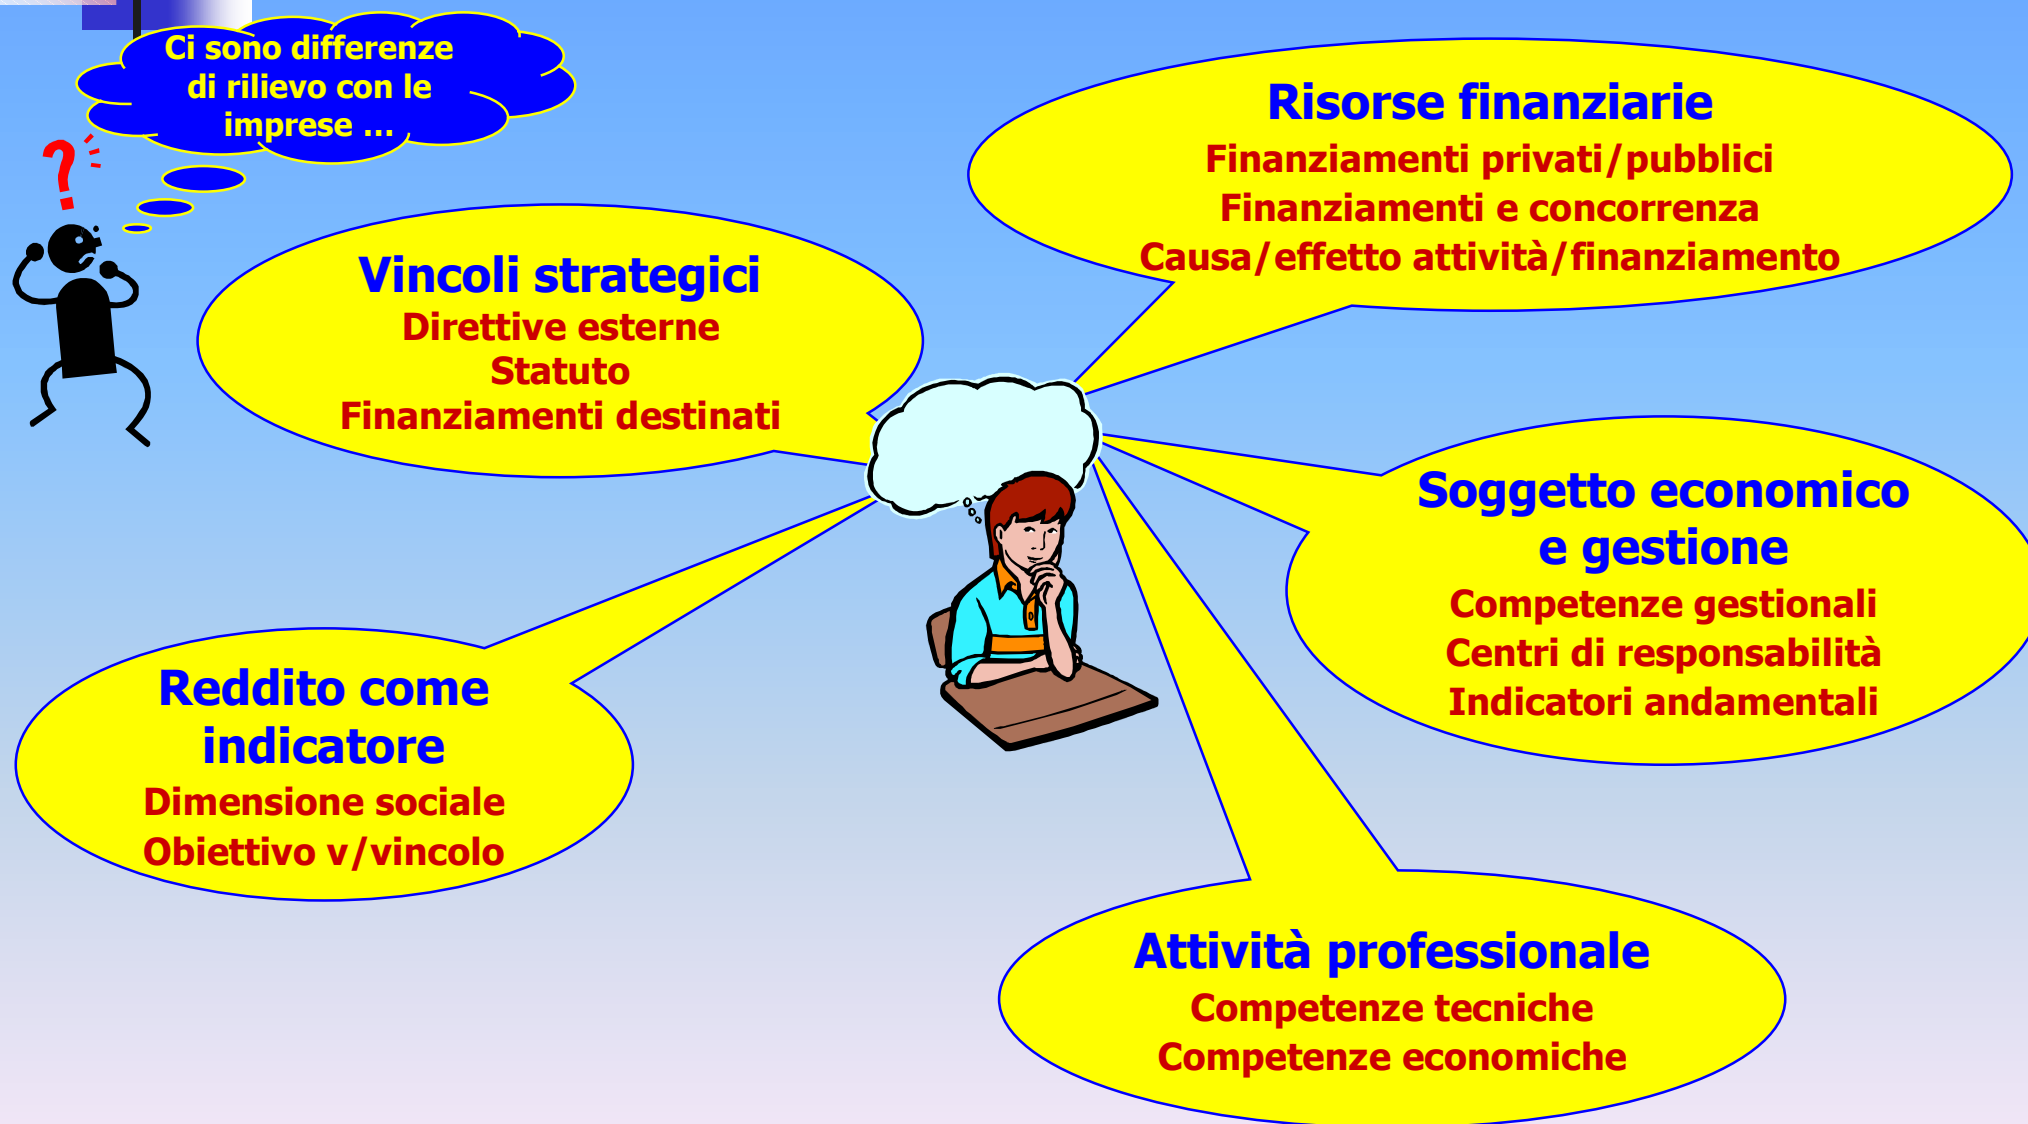 Ci sono differenze
di rilievo con le
imprese ...
?
Risorse finanziarie
Finanziamenti privati/pubblici
Finanziamenti e concorrenza
Causa/effetto attività/finanziamento
Vincoli strategici
Direttive esterne
Statuto
Finanziamenti destinati
Soggetto economico
e gestione
Competenze gestionali
Centri di responsabilità
Indicatori andamentali
Reddito come
indicatore
Dimensione sociale
Obiettivo v/vincolo
Attività professionale
Competenze tecniche
Competenze economiche